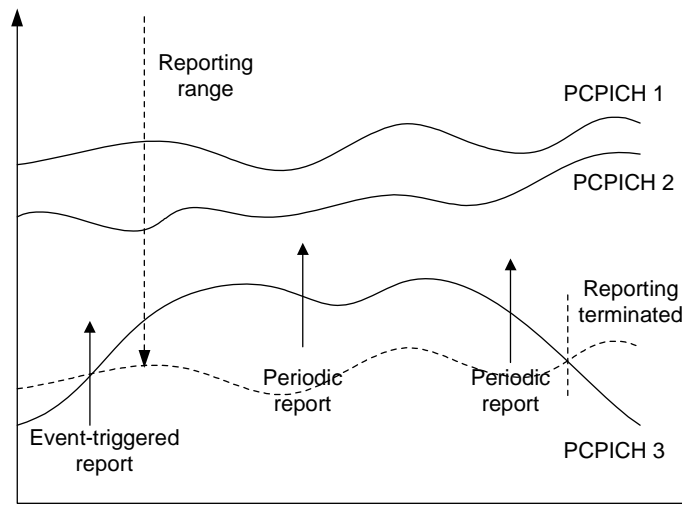 Reporting
range
PCPICH 1
PCPICH 2
Reporting
terminated
Periodic
report
Periodic
report
Event-triggered
report
PCPICH 3